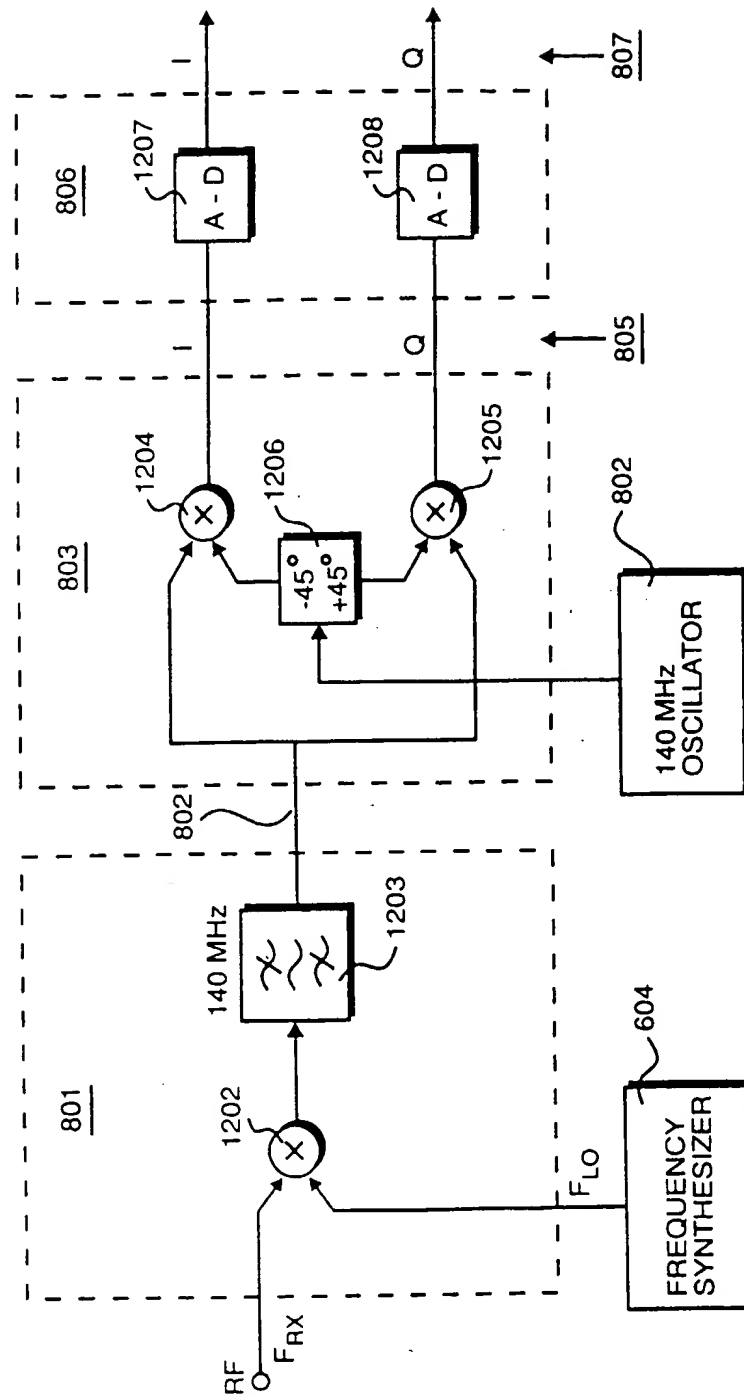 RF
F_RX
801
1202
140 MHz
1203
F_LO
FREQUENCY
SYNTHESIZER
604
802
803
1204
×
-45°
+45°
1206
×
1205
140 MHz
OSCILLATOR
802
I
Q
805
806
A - D
1207
A - D
1208
I
Q
807